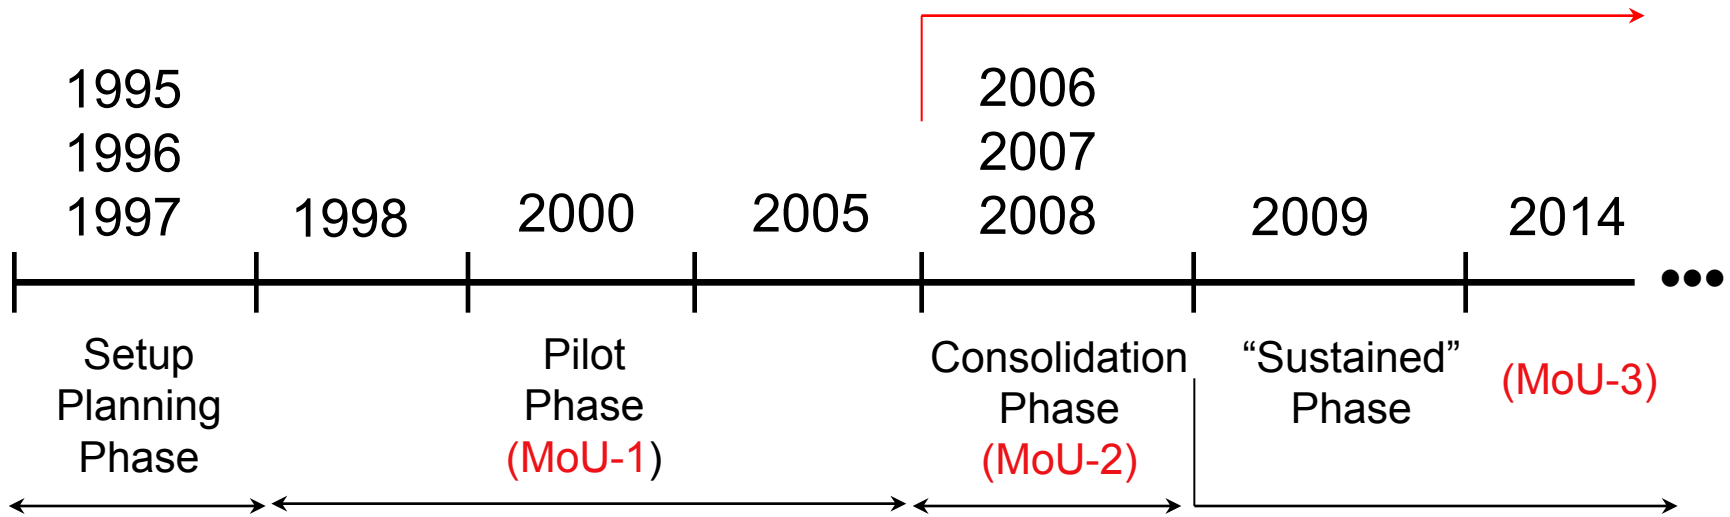 1995
1996
1997
1998
2000
2005
2006
2007
2008
2009
2014
Setup
Planning
Phase
Pilot
Phase
(MoU-1)
Consolidation
Phase
(MoU-2)
“Sustained”
Phase
(MoU-3)